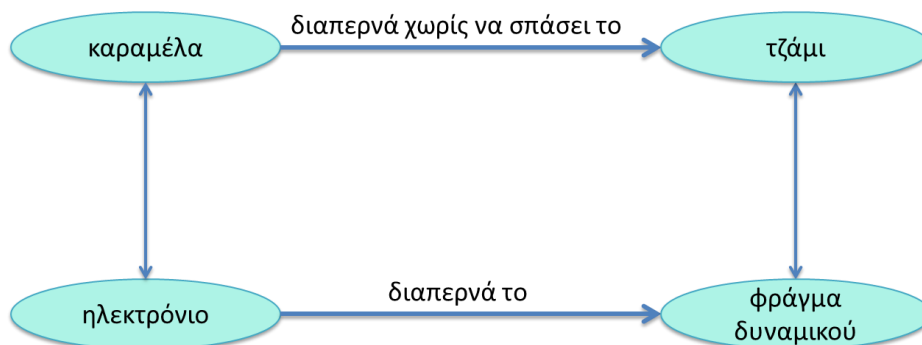 καραμέλα
διαπερνά χωρίς να σπάσει το
τζάμι
ηλεκτρόνιο
διαπερνά το
φράγμα
δυναμικού